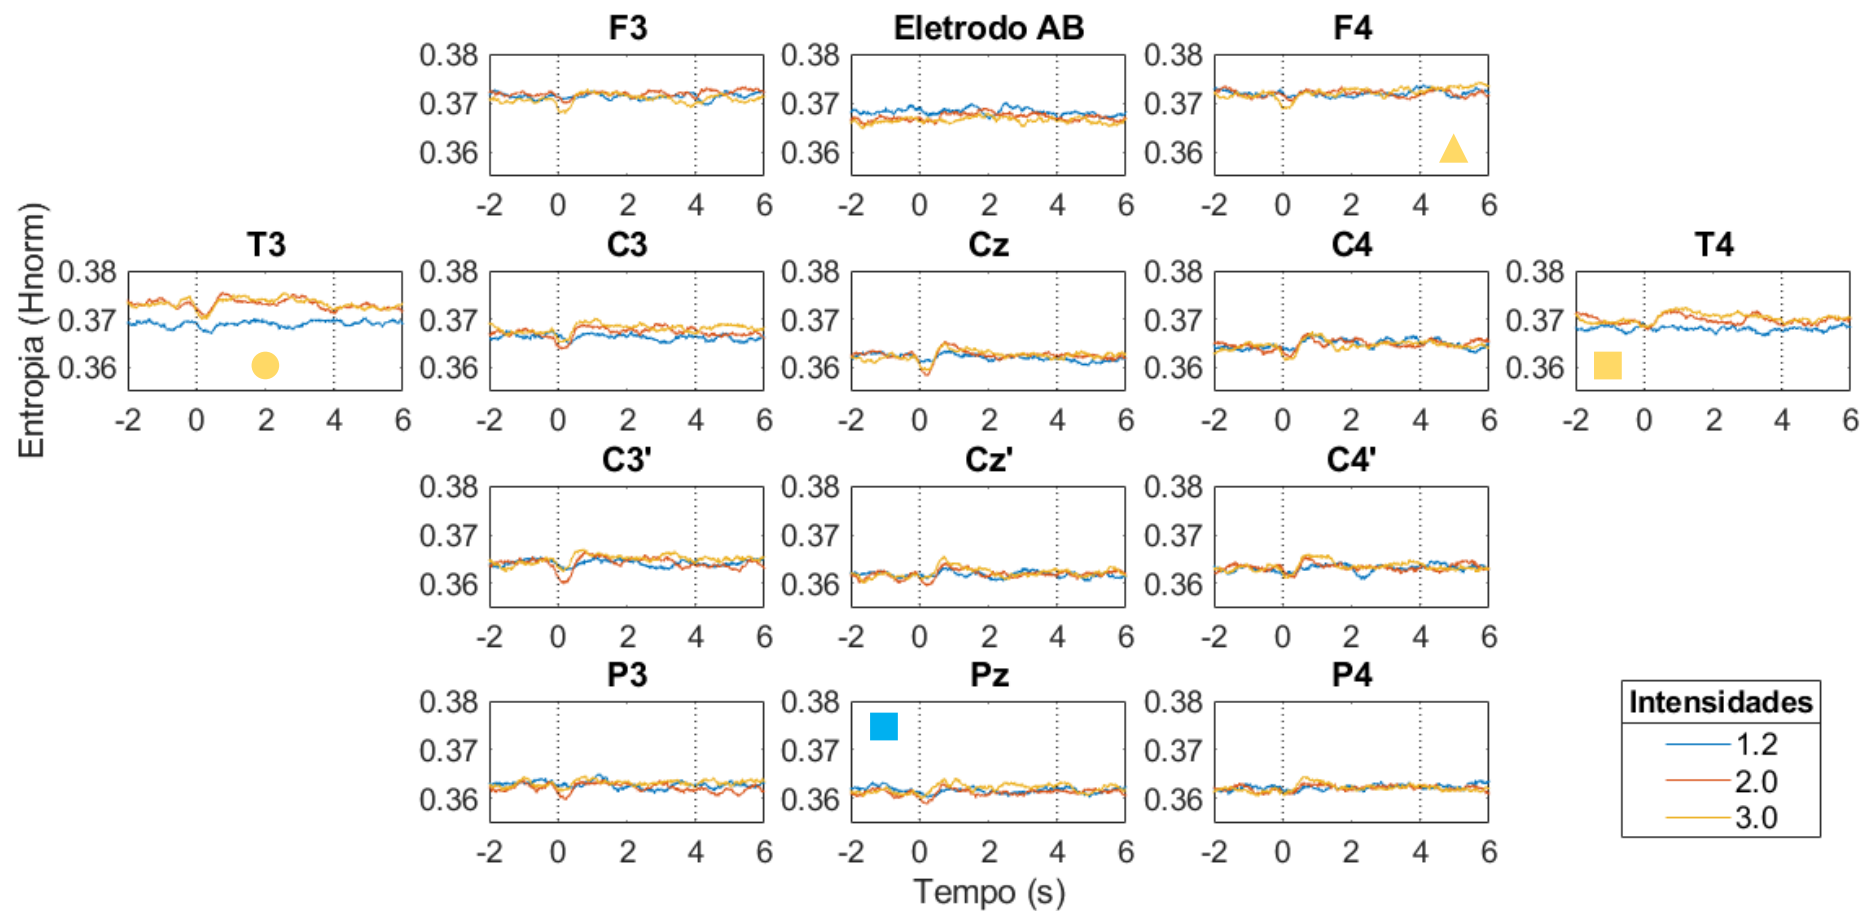 F3 Eletrodo AB F4
0.38 0.38 0.38
0.37 0.37 0.37
0.36 0.36 0.36
-2 0 2 4 6 -2 0 2 4 6 -2 0 2 4 6
Entropia (Hnorm)
T3 C3 Cz C4 T4
0.38 0.38 0.38 0.38 0.38
0.37 0.37 0.37 0.37 0.37
0.36 0.36 0.36 0.36 0.36
-2 0 2 4 6 -2 0 2 4 6 -2 0 2 4 6 -2 0 2 4 6 -2 0 2 4 6
C3' Cz' C4'
0.38 0.38 0.38
0.37 0.37 0.37
0.36 0.36 0.36
-2 0 2 4 6 -2 0 2 4 6 -2 0 2 4 6
P3 Pz P4
0.38 0.38 0.38
0.37 0.37 0.37
0.36 0.36 0.36
-2 0 2 4 6 -2 0 2 4 6 -2 0 2 4 6
Tempo (s)
Intensidades
1.2
2.0
3.0